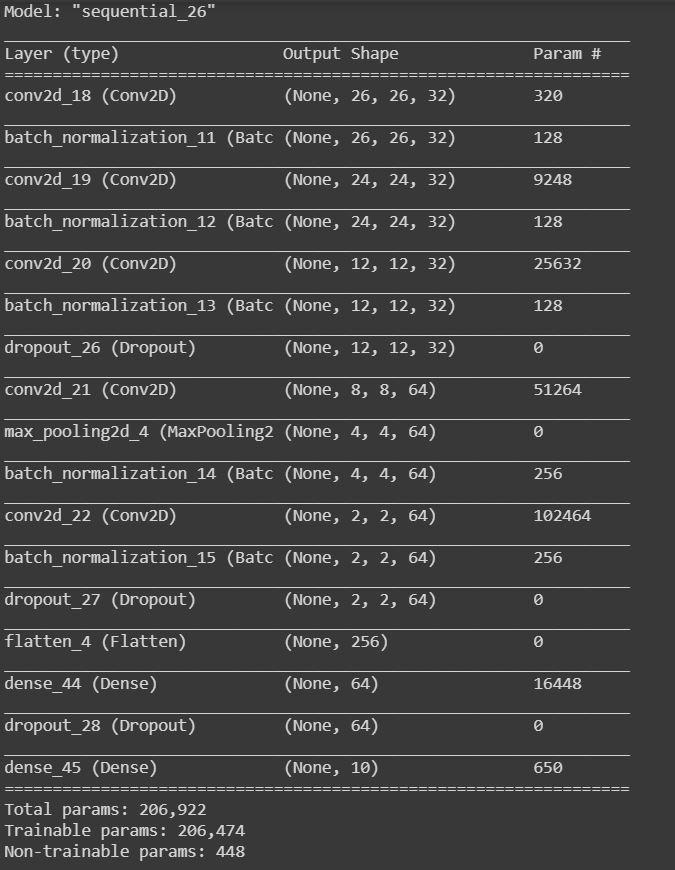 Model: "sequential_26"
Layer (type) Output Shape Param #
conv2d_18 (Conv2D) (None, 26, 26, 32) 320
batch_normalization_11 (Batc (None, 26, 26, 32) 128
conv2d_19 (Conv2D) (None, 24, 24, 32) 9248
batch_normalization_12 (Batc (None, 24, 24, 32) 128
conv2d_20 (Conv2D) (None, 12, 12, 32) 25632
batch_normalization_13 (Batc (None, 12, 12, 32) 128
dropout_26 (Dropout) (None, 12, 12, 32) 0
conv2d_21 (Conv2D) (None, 8, 8, 64) 51264
max_pooling2d_4 (MaxPooling2 (None, 4, 4, 64) 0
batch_normalization_14 (Batc (None, 4, 4, 64) 256
conv2d_22 (Conv2D) (None, 2, 2, 64) 102464
batch_normalization_15 (Batc (None, 2, 2, 64) 256
dropout_27 (Dropout) (None, 2, 2, 64) 0
flatten_4 (Flatten) (None, 256) 0
dense_44 (Dense) (None, 64) 16448
dropout_28 (Dropout) (None, 64) 0
dense_45 (Dense) (None, 10) 650
Total params: 206,922
Trainable params: 206,474
Non-trainable params: 448